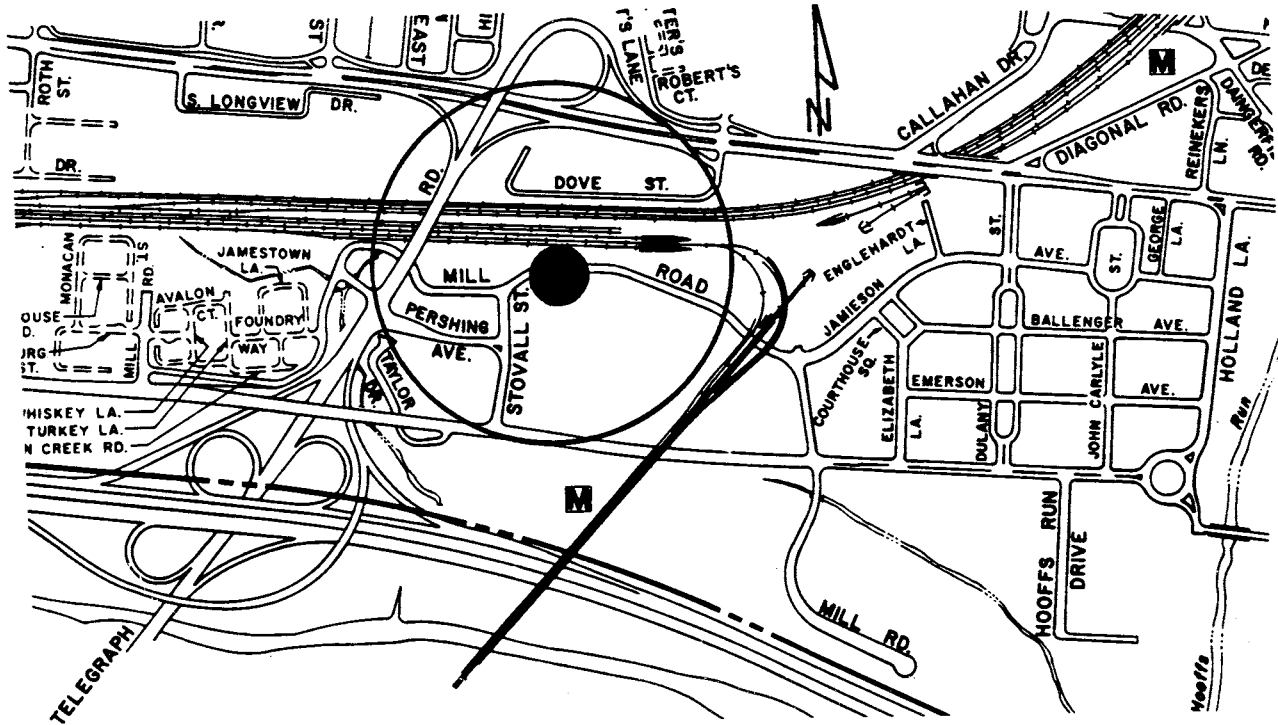 ST
EAST
ROBERT'S
CT.
ROTH
ST.
S. LONGVIEW DR.
N
CALLAHAN DR.
M
DIAGONAL RD.
REINEKERS
LN.
RD.
DR.
RD.
DOVE ST.
MONACAN
ST
RD.
JAMESTOWN
LA.
MILL ROAD
ENGLEHARDT
LA.
ST.
AVE.
ST.
GEORGE
LA.
HOLLAND LA.
AVALON
CT.
FOUNDRY
WAY
MILL
PERSHING
AVE.
STOVALL ST.
JAMIESON
BALLENGER AVE.
TAYLOR
DR.
COURTHOUSE
SQ
ELIZABETH
LA.
EMERSON
AVE.
DULANY
JOHN CARLYLE
Run
TURKEY LA.
CREEK RD.
M
HOOFFS RUN
DRIVE
MILL RD.
TELEGRAPH
Hooffs